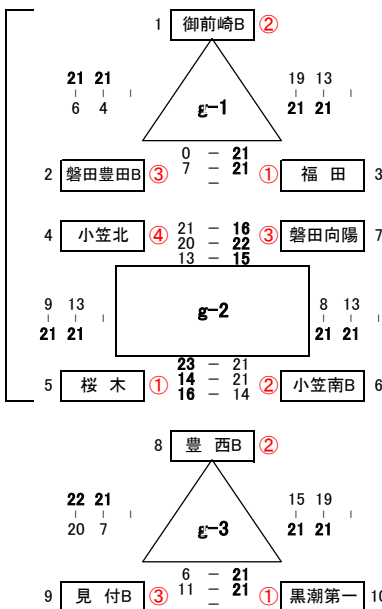 1 御前崎B ②
21 21 19 13
6 4 21 21
g-1
0 － 21
7 － 21
－
2 磐田豊田B ③ ① 福 田 3
4 小笠北 ④ 21 － 16 ③ 磐田向陽 7
20 － 22
13 － 15
9 13 8 13
21 21 21 21
g-2
23 － 21
14 － 21
16 － 14
5 桜 木 ① ② 小笠南B 6
8 豊 西B ②
22 21 15 19
20 7 21 21
g-3
6 － 21
11 － 21
－
9 見 付B ③ ① 黒潮第一 10